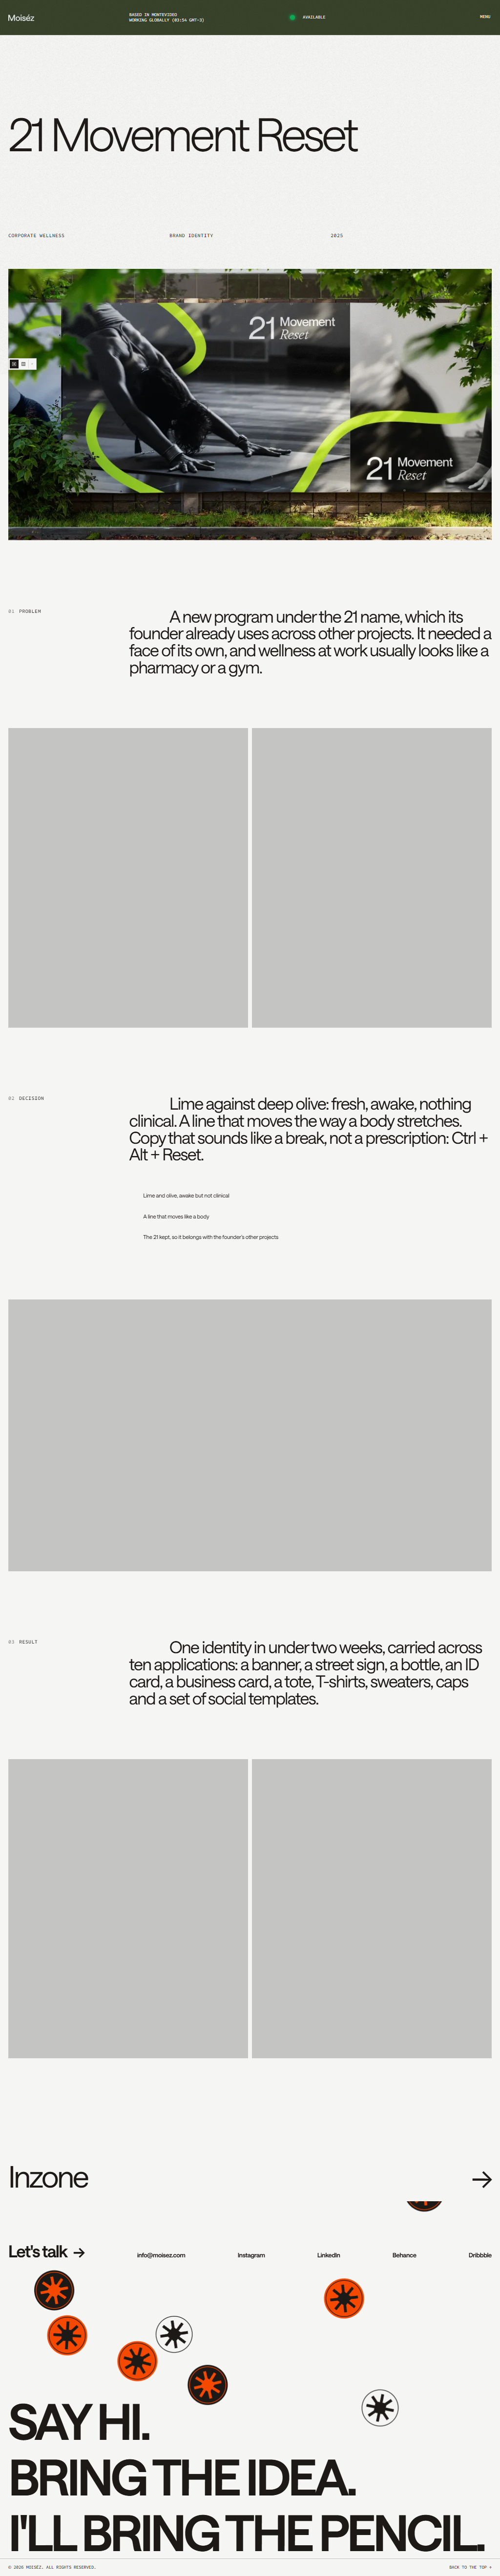 Moiséz
BASED IN MONTEVIDEO
WORKING GLOBALLY (03:54 GMT-3)
AVAILABLE
MENU
21 Movement Reset
CORPORATE WELLNESS
BRAND IDENTITY
2025
21 Movement
Reset
21 Movement
Reset
01 PROBLEM
A new program under the 21 name, which its
founder already uses across other projects. It needed a
face of its own, and wellness at work usually looks like a
pharmacy or a gym.
02 DECISION
Lime against deep olive: fresh, awake, nothing
clinical. A line that moves the way a body stretches.
Copy that sounds like a break, not a prescription: Ctrl +
Alt + Reset.
Lime and olive, awake but not clinical
A line that moves like a body
The 21 kept, so it belongs with the founder's other projects
03 RESULT
One identity in under two weeks, carried across
ten applications: a banner, a street sign, a bottle, an ID
card, a business card, a tote, T-shirts, sweaters, caps
and a set of social templates.
Inzone
Let's talk →
info@moisez.com
Instagram
LinkedIn
Behance
Dribbble
SAY HI.
BRING THE IDEA.
I'LL BRING THE PENCIL.
© 2026 MOISÉZ. ALL RIGHTS RESERVED.
BACK TO THE TOP